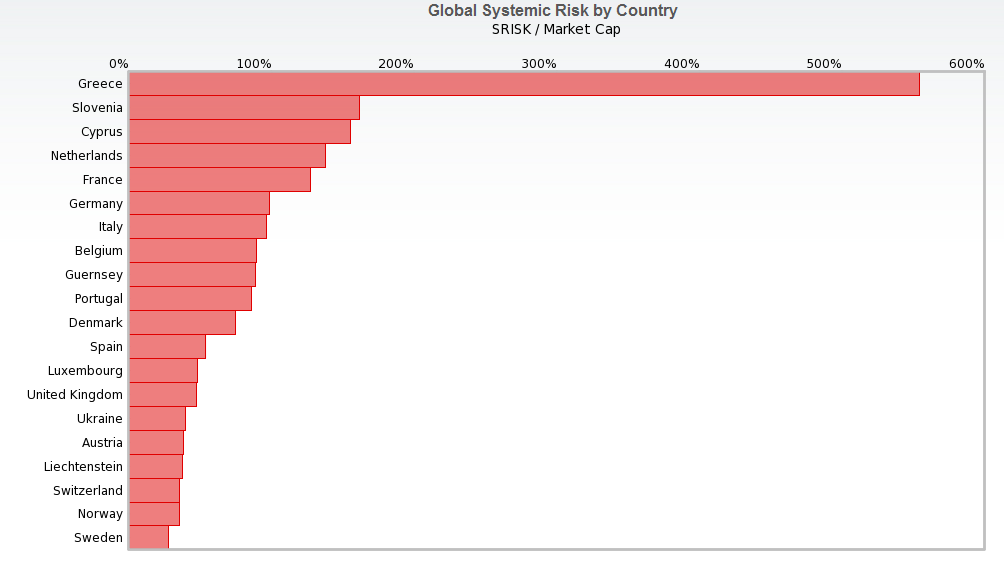 Global Systemic Risk by Country
SRISK / Market Cap
0% 100% 200% 300% 400% 500% 600%
Greece
Slovenia
Cyprus
Netherlands
France
Germany
Italy
Belgium
Guernsey
Portugal
Denmark
Spain
Luxembourg
United Kingdom
Ukraine
Austria
Liechtenstein
Switzerland
Norway
Sweden